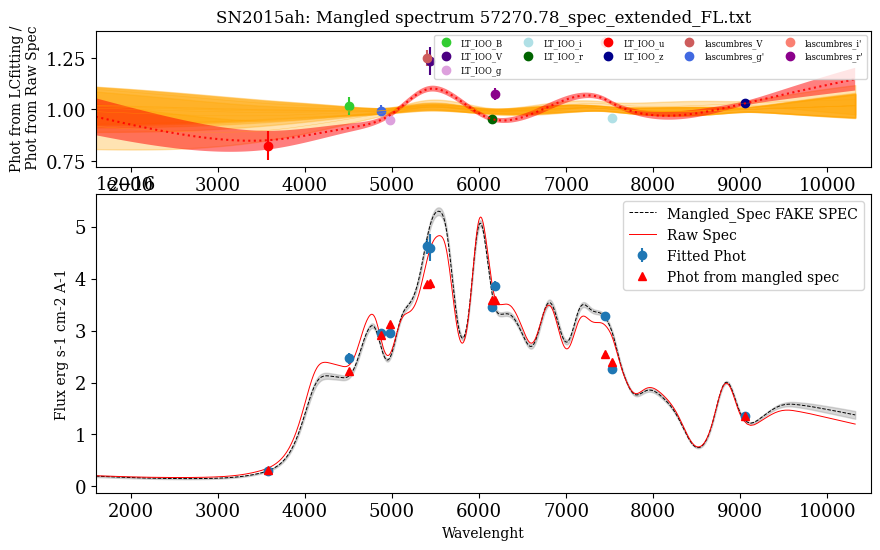 SN2015ah: Mangled spectrum 57270.78_spec_extended_FL.txt
Phot from LCfitting /
Phot from Raw Spec
1.25
1.00
0.75
LT_IOO_B
LT_IOO_V
LT_IOO_g
LT_IOO_i
LT_IOO_r
LT_IOO_u
LT_IOO_z
lascumbres_V
lascumbres_g'
lascumbres_i'
lascumbres_r'
2000 3000 4000 5000 6000 7000 8000 9000 10000
Flux erg s-1 cm-2 A-1
5
4
3
2
1
0
Mangled_Spec FAKE SPEC
Raw Spec
Fitted Phot
Phot from mangled spec
2000 3000 4000 5000 6000 7000 8000 9000 10000
Wavelenght